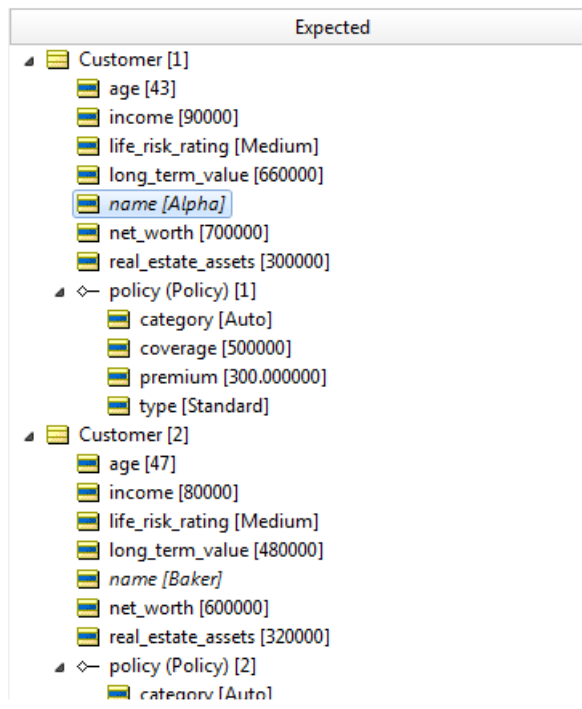 Expected
Customer [1]
age [43]
income [90000]
life_risk_rating [Medium]
long_term_value [660000]
name [Alpha]
net_worth [700000]
real_estate_assets [300000]
policy (Policy) [1]
category [Auto]
coverage [500000]
premium [300.000000]
type [Standard]
Customer [2]
age [47]
income [80000]
life_risk_rating [Medium]
long_term_value [480000]
name [Baker]
net_worth [600000]
real_estate_assets [320000]
policy (Policy) [2]
category [Auto]